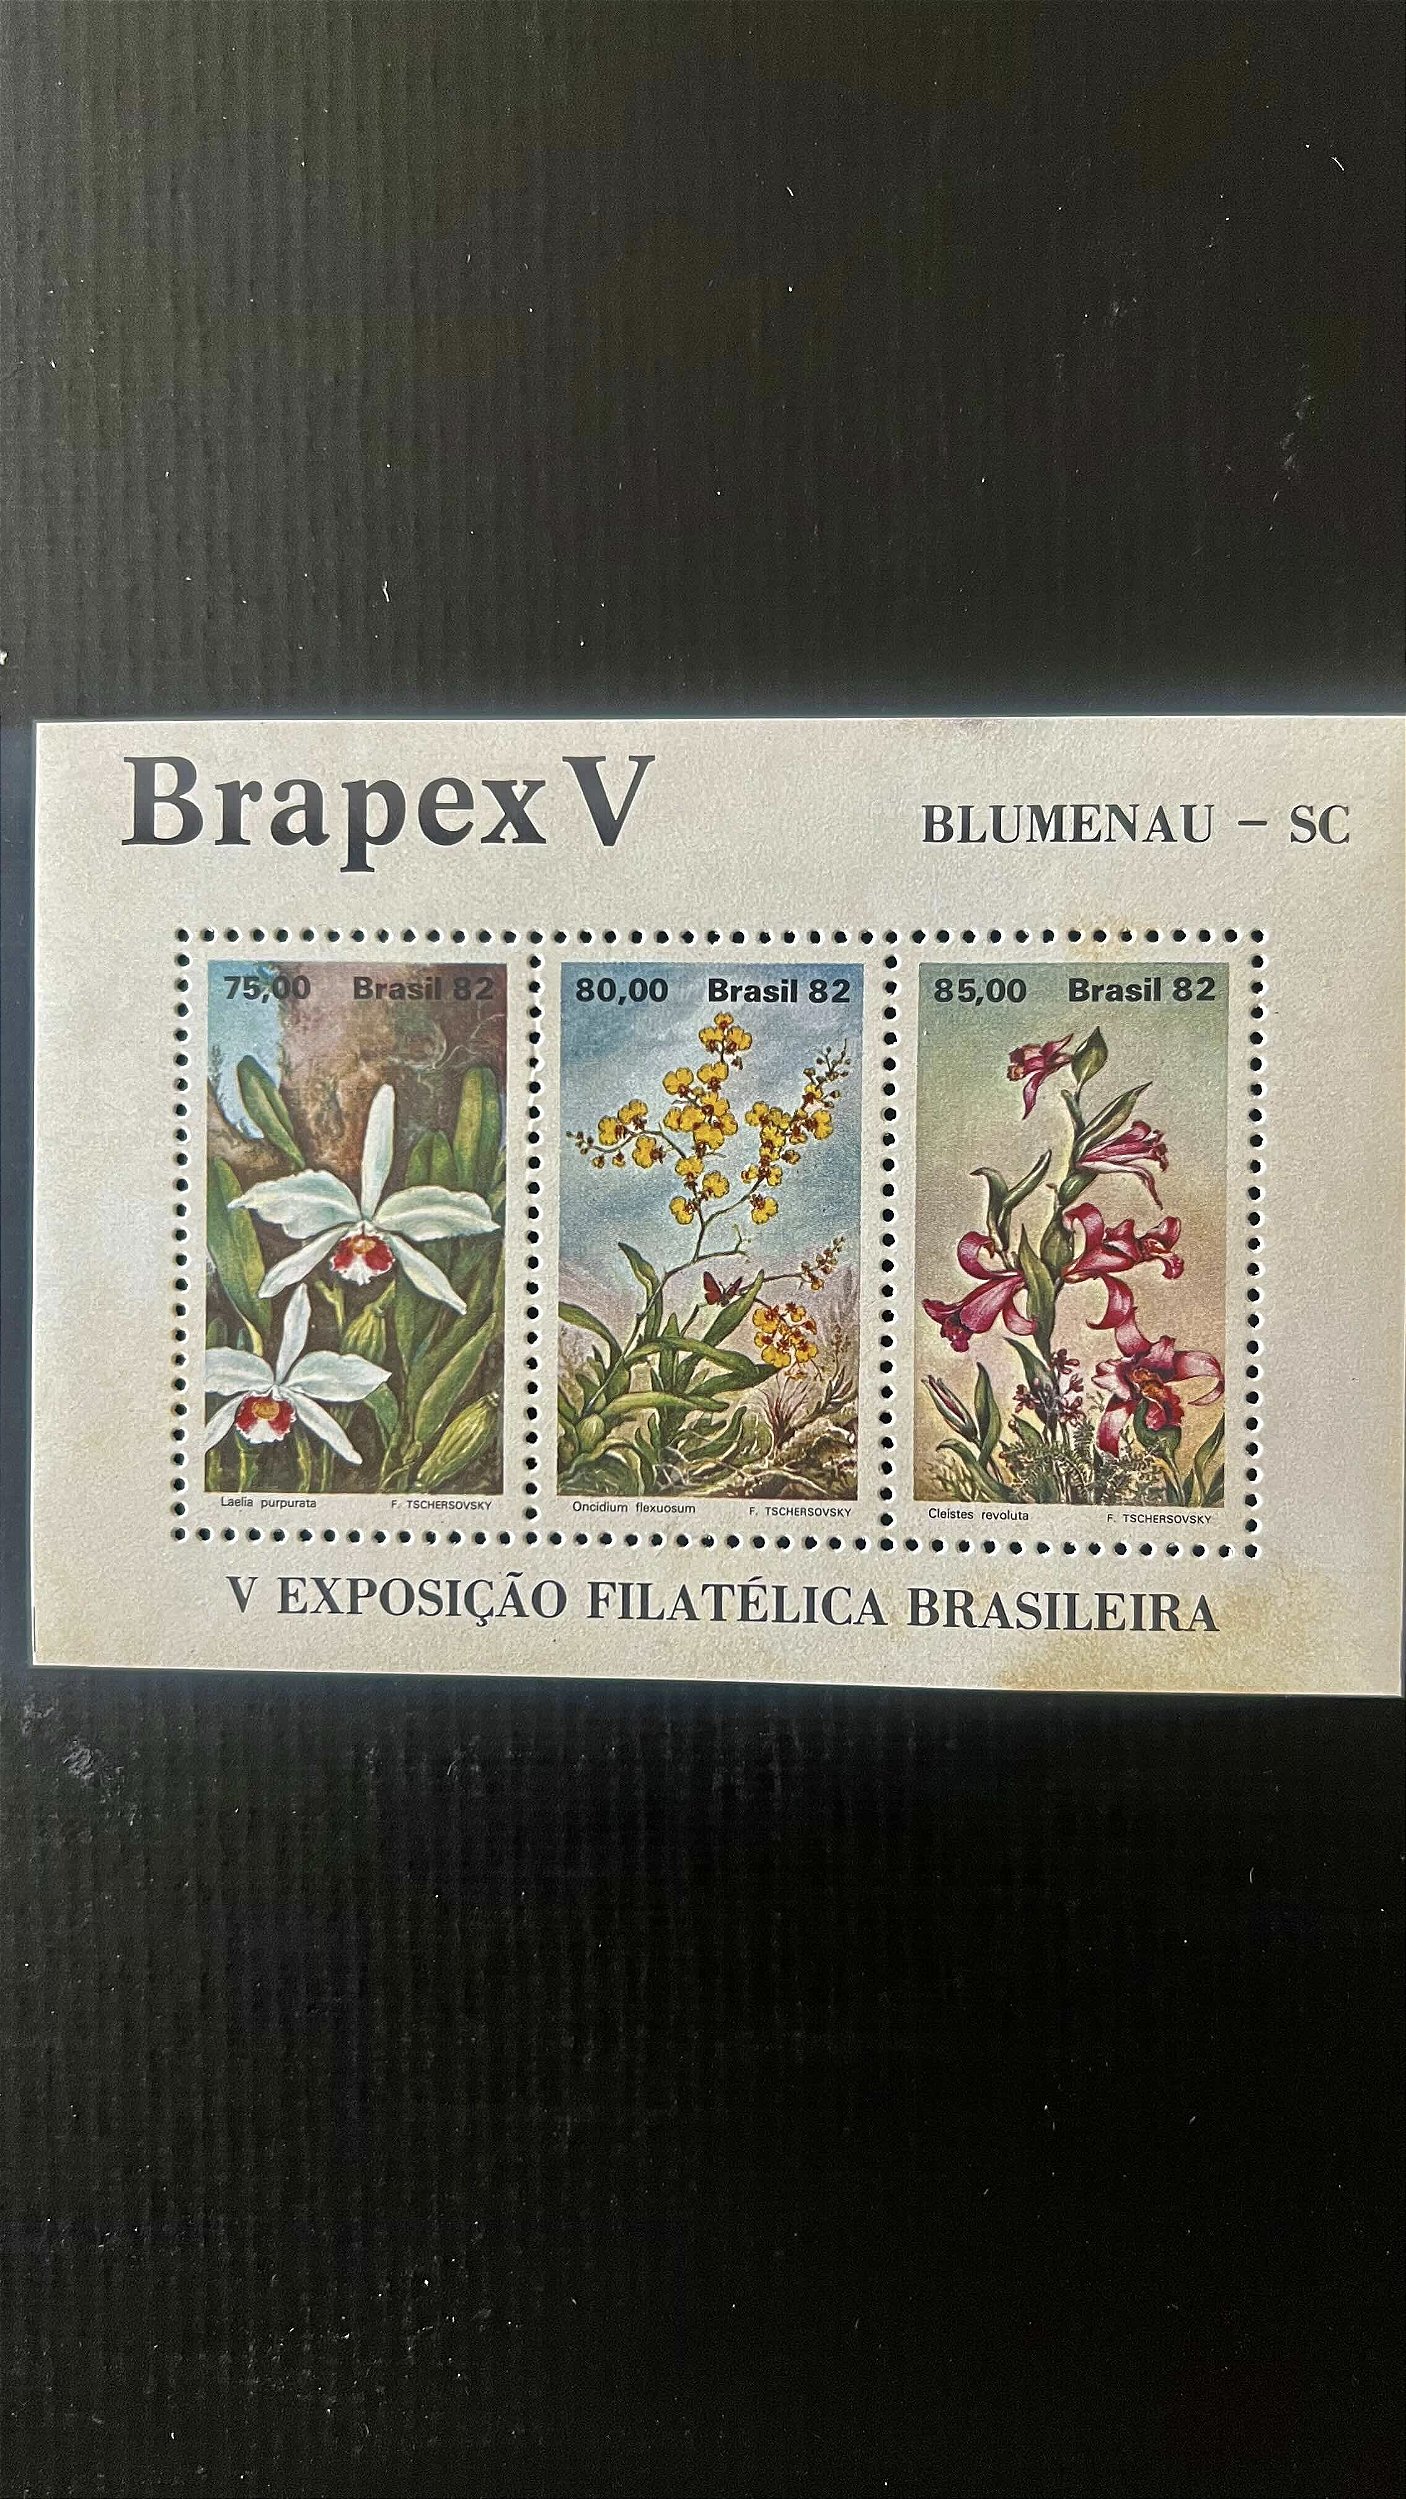 Brapex V
BLUMENAU – SC
75,00 Brasil 82
80,00 Brasil 82
85,00 Brasil 82
Laelia purpurata F. TSCHERSOVSKY
Oncidium flexuosum F. TSCHERSOVSKY
Cleistes revoluta F. TSCHERSOVSKY
V EXPOSIÇÃO FILATÉLICA BRASILEIRA